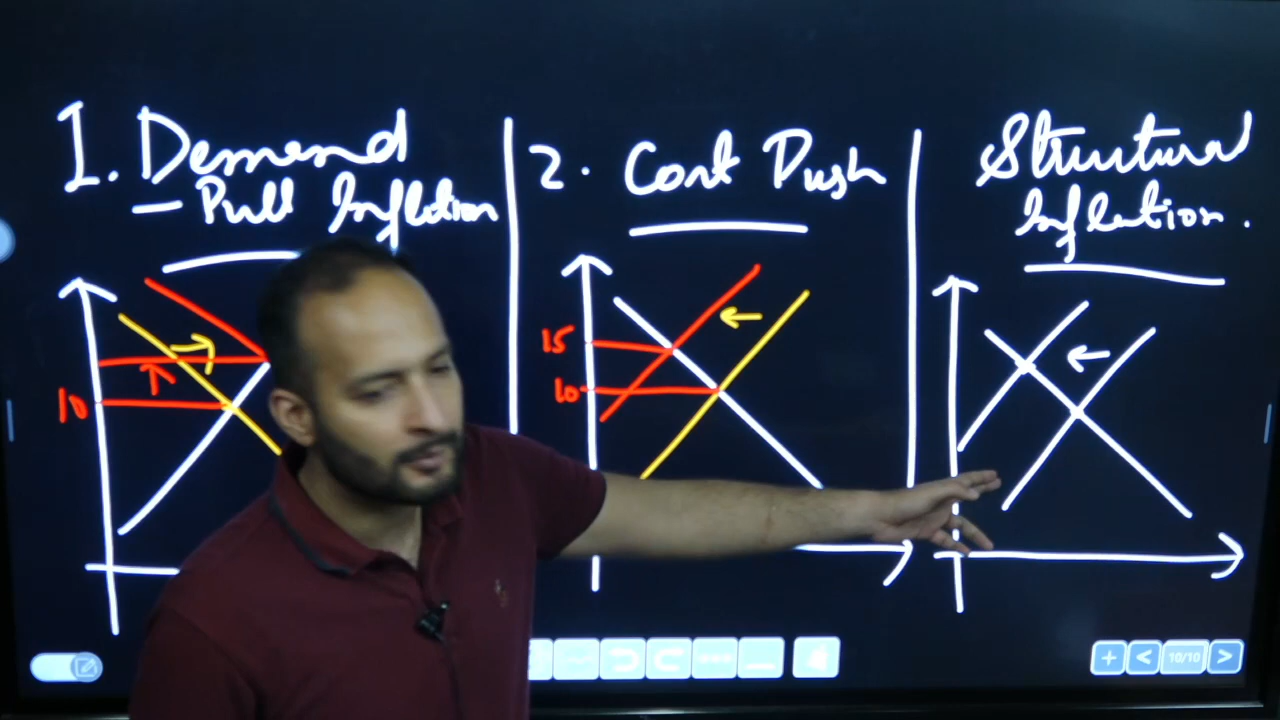 1. Demand
- Pull Inflation
10
2. Cost Push
15
10
Structural
Inflation.
10/10